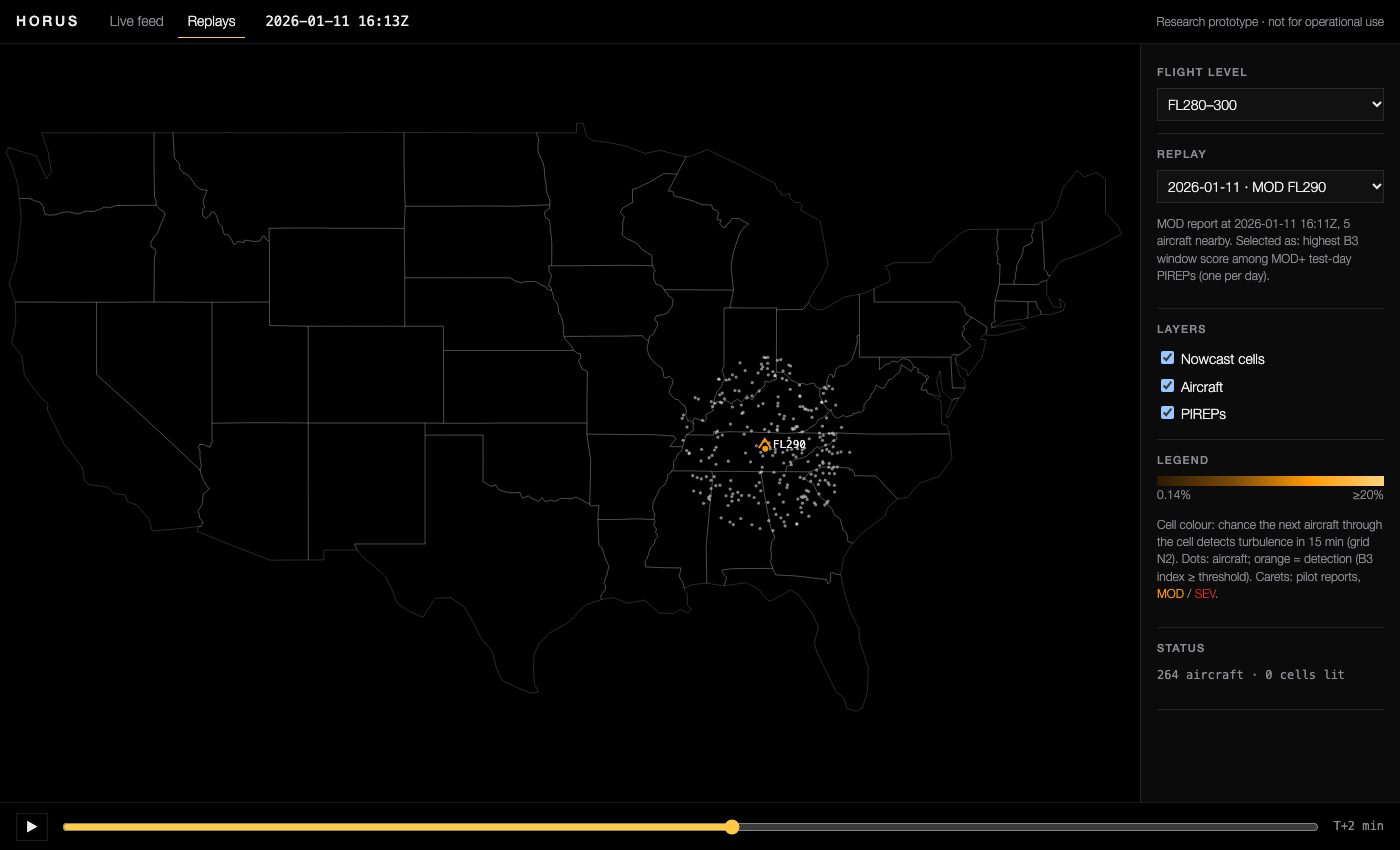 HORUS
Live feed
Replays
2026-01-11 16:13Z
Research prototype · not for operational use
FLIGHT LEVEL
FL280–300
REPLAY
2026-01-11 · MOD FL290
MOD report at 2026-01-11 16:11Z, 5
aircraft nearby. Selected as: highest B3
window score among MOD+ test-day
PIREPs (one per day).
LAYERS
Nowcast cells
Aircraft
PIREPs
FL290
LEGEND
0.14%
≥20%
Cell colour: chance the next aircraft through
the cell detects turbulence in 15 min (grid
N2). Dots: aircraft; orange = detection (B3
index ≥ threshold). Carets: pilot reports,
MOD / SEV.
STATUS
264 aircraft · 0 cells lit
T+2 min